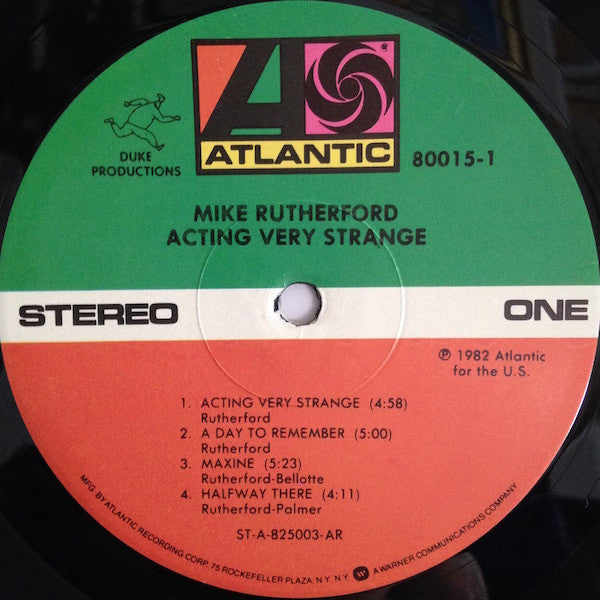 DUKE
PRODUCTIONS
A
ATLANTIC
80015-1
MIKE RUTHERFORD
ACTING VERY STRANGE
STEREO
ONE
℗ 1982 Atlantic
for the U.S.
1. ACTING VERY STRANGE (4:58)
Rutherford
2. A DAY TO REMEMBER (5:00)
Rutherford
3. MAXINE (5:23)
Rutherford-Bellotte
4. HALFWAY THERE (4:11)
Rutherford-Palmer
ST-A-825003-AR
MFG. BY ATLANTIC RECORDING CORP. 75 ROCKEFELLER PLAZA, N.Y. N.Y. W A WARNER COMMUNICATIONS COMPANY